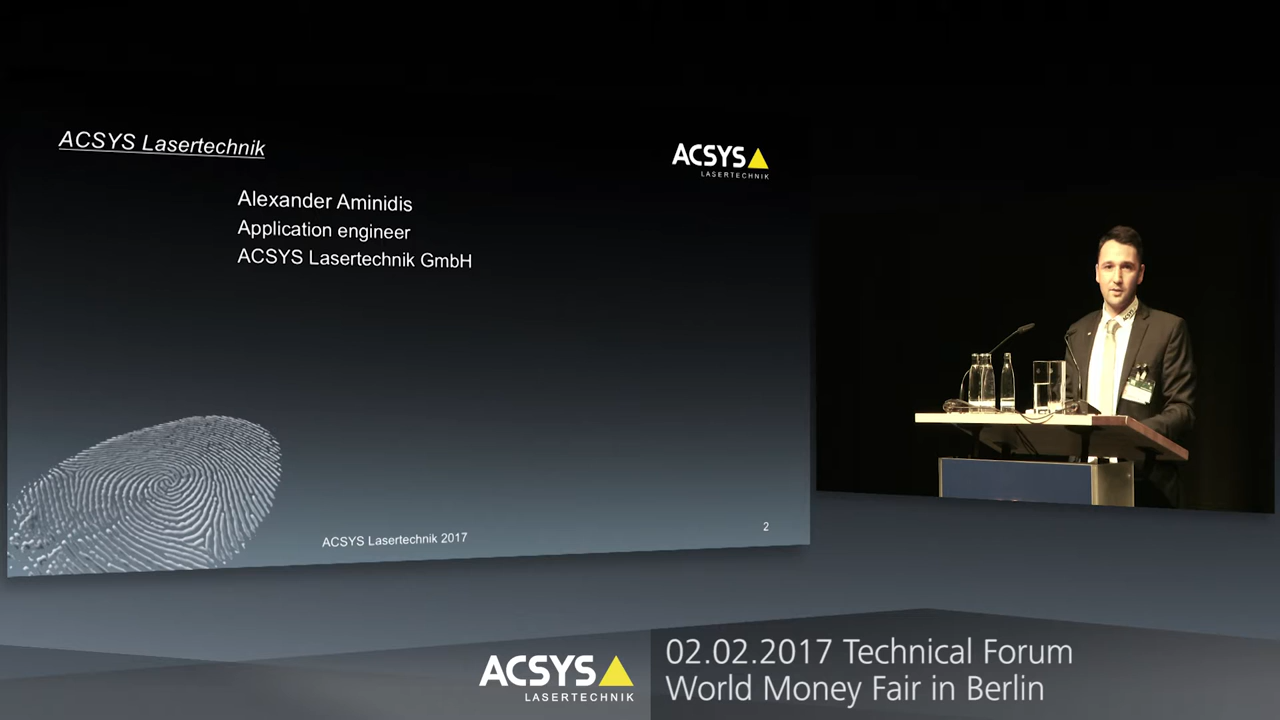 ACSYS Lasertechnik
ACSYS
LASERTECHNIK
Alexander Aminidis
Application engineer
ACSYS Lasertechnik GmbH
ACSYS Lasertechnik 2017
2
ACSYS
LASERTECHNIK
02.02.2017 Technical Forum
World Money Fair in Berlin